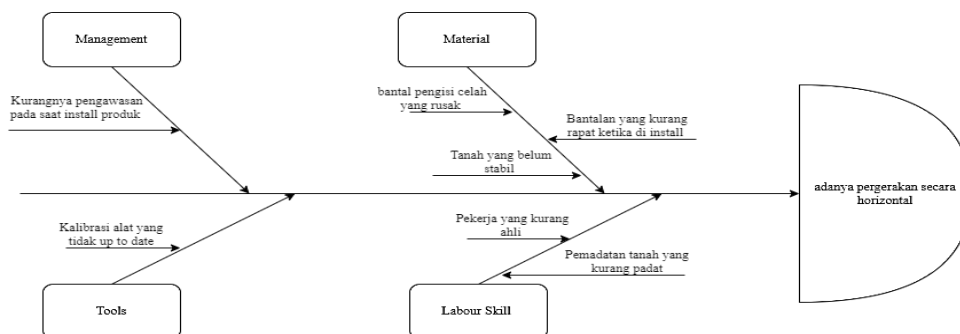 Management
Material
Kurangnya pengawasan
pada saat install produk
bantal pengisi celah
yang rusak
Bantalan yang kurang
rapat ketika di install
Tanah yang belum
stabil
adanya pergerakan secara
horizontal
Kalibrasi alat yang
tidak up to date
Pekerja yang kurang
ahli
Pemadatan tanah yang
kurang padat
Tools
Labour Skill